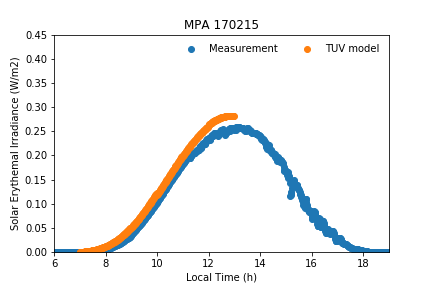 MPA 170215
Measurement
TUV model
Solar Erythemal Irradiance (W/m2)
0.45
0.40
0.35
0.30
0.25
0.20
0.15
0.10
0.05
0.00
6 8 10 12 14 16 18
Local Time (h)